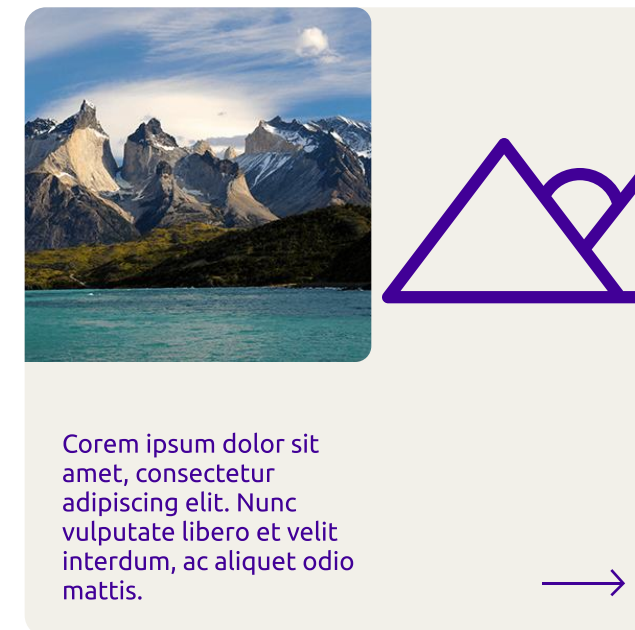 Corem ipsum dolor sit
amet, consectetur
adipiscing elit. Nunc
vulputate libero et velit
interdum, ac aliquet odio
mattis.